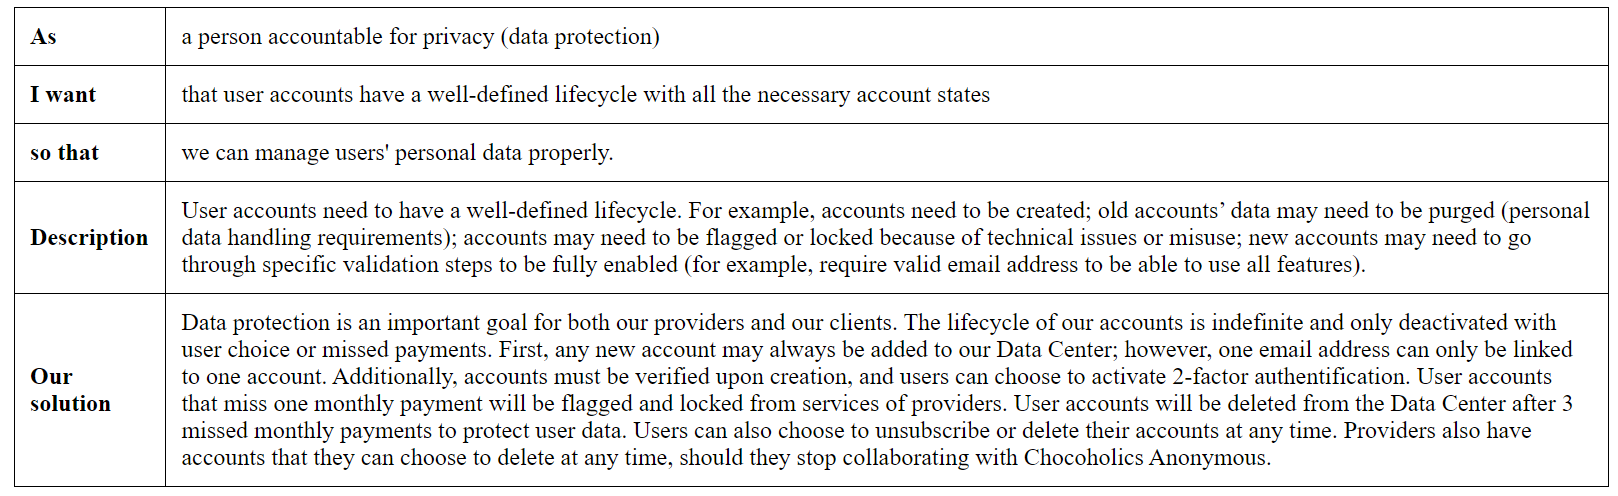 As
a person accountable for privacy (data protection)
I want
that user accounts have a well-defined lifecycle with all the necessary account states
so that
we can manage users' personal data properly.
Description
User accounts need to have a well-defined lifecycle. For example, accounts need to be created; old accounts’ data may need to be purged (personal
data handling requirements); accounts may need to be flagged or locked because of technical issues or misuse; new accounts may need to go
through specific validation steps to be fully enabled (for example, require valid email address to be able to use all features).
Our
solution
Data protection is an important goal for both our providers and our clients. The lifecycle of our accounts is indefinite and only deactivated with
user choice or missed payments. First, any new account may always be added to our Data Center; however, one email address can only be linked
to one account. Additionally, accounts must be verified upon creation, and users can choose to activate 2-factor authentification. User accounts
that miss one monthly payment will be flagged and locked from services of providers. User accounts will be deleted from the Data Center after 3
missed monthly payments to protect user data. Users can also choose to unsubscribe or delete their accounts at any time. Providers also have
accounts that they can choose to delete at any time, should they stop collaborating with Chocoholics Anonymous.